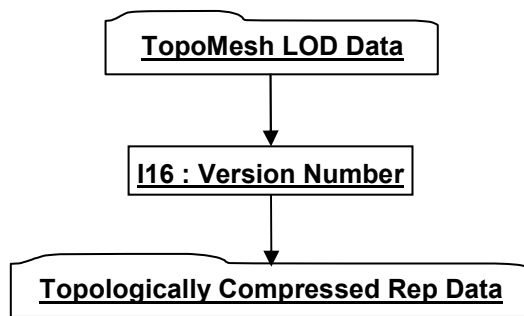 TopoMesh LOD Data
I16 : Version Number
Topologically Compressed Rep Data